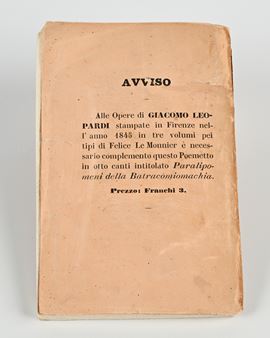 AVVISO
Alle Opere di GIACOMO LEO-
PARDI stampate in Firenze nel-
l'anno 1845 in tre volumi pei
tipi di Felice Le Monnier è neces-
sario complemento questo Poemetto
in otto canti intitolato Paralipo-
meni della Batracomiomachia.
Prezzo: Franchi 3.